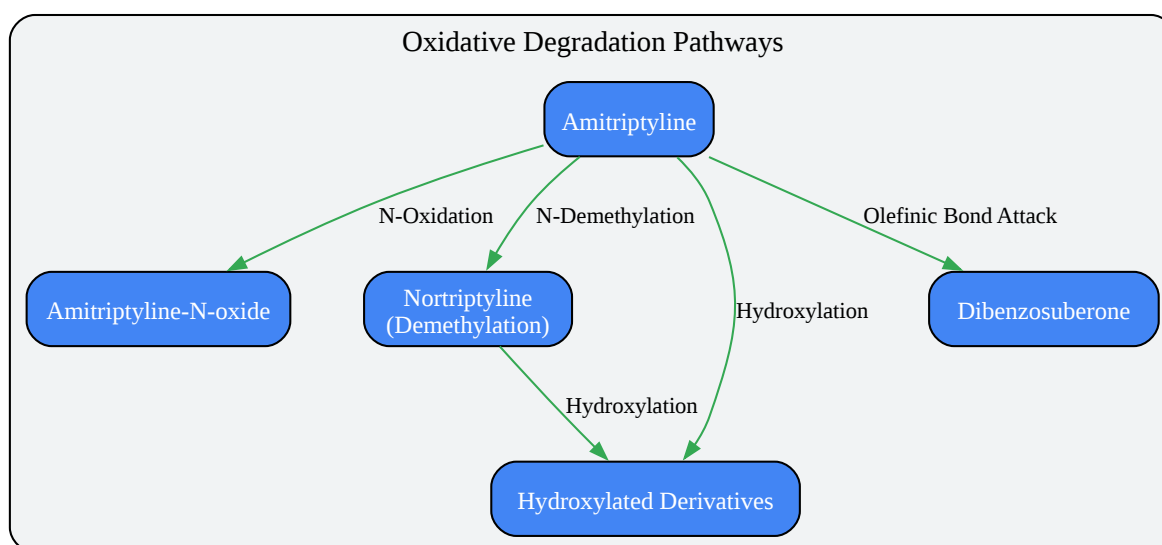 Oxidative Degradation Pathways
Amitriptyline
N-Oxidation
N-Demethylation
Olefinic Bond Attack
Amitriptyline-N-oxide
Nortriptyline
(Demethylation)
Hydroxylation
Dibenzosuberone
Hydroxylation
Hydroxylated Derivatives